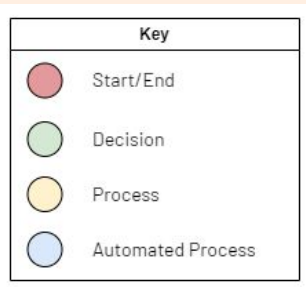 Key
Start/End
Decision
Process
Automated Process